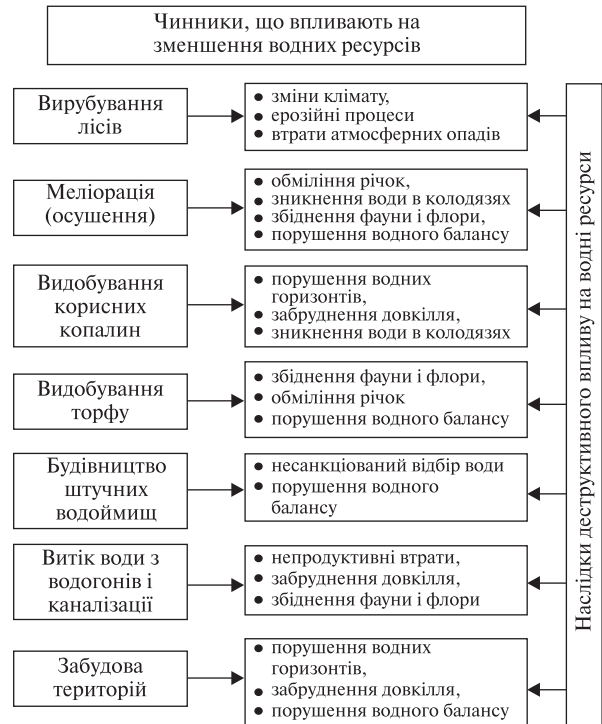 Чинники, що впливають на
зменшення водних ресурсів
Вирубування
лісів
• зміни клімату,
• ерозійні процеси
• втрати атмосферних опадів
Меліорація
(осушення)
• обміління річок,
• зникнення води в колодязях
• збіднення фауни і флори,
• порушення водного балансу
Видобування
корисних
копалин
• порушення водних
горизонтів,
• забруднення довкілля,
• зникнення води в колодязях
Видобування
торфу
• збіднення фауни і флори,
• обміління річок
• порушення водного балансу
Будівництво
штучних
водоймищ
• несанкціований відбір води
• порушення водного
балансу
Витік води з
водогонів і
каналізації
• непродуктивні втрати,
• забруднення довкілля,
• збіднення фауни і флори
Забудова
територій
• порушення водних
горизонтів,
• забруднення довкілля,
• порушення водного балансу
Наслідки деструктивного впливу на водні ресурси